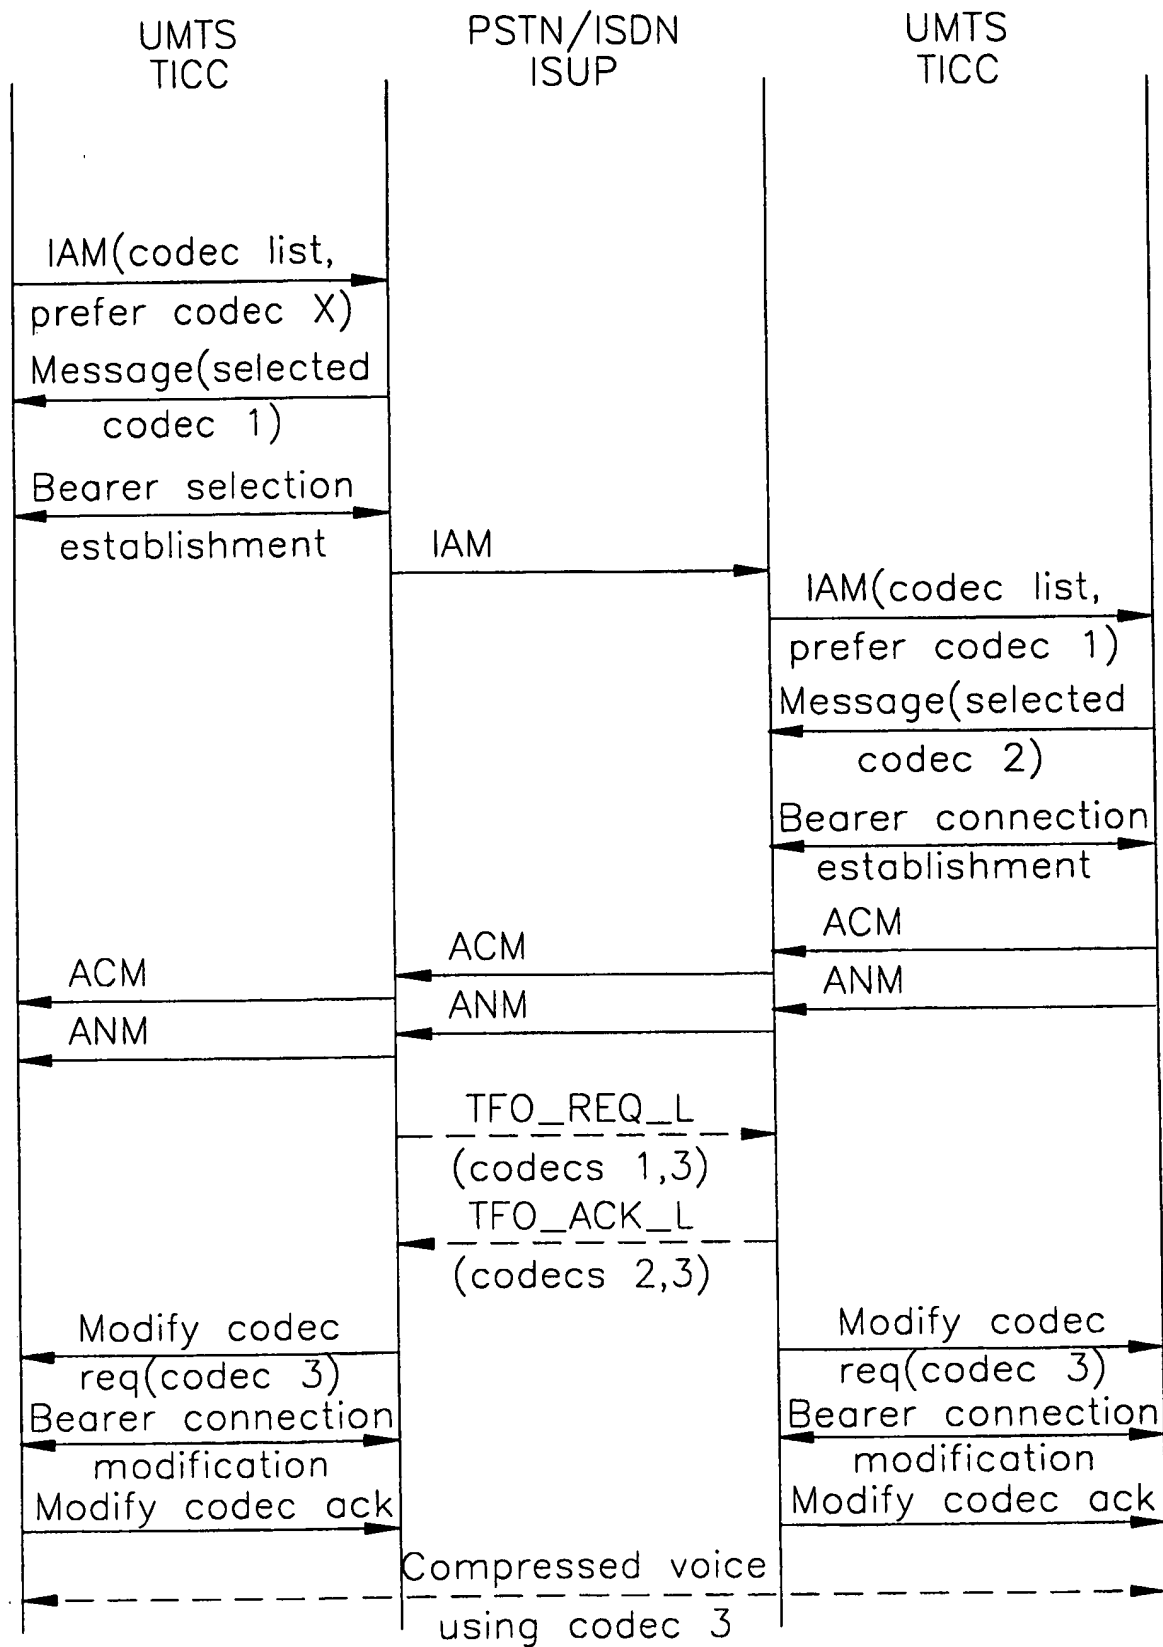 UMTS
TICC
PSTN/ISDN
ISUP
UMTS
TICC
IAM(codec list,
prefer codec X)
Message(selected
codec 1)
Bearer selection
establishment
IAM
IAM(codec list,
prefer codec 1)
Message(selected
codec 2)
Bearer connection
establishment
ACM
ACM
ACM
ANM
ANM
ANM
TFO_REQ_L
(codecs 1,3)
TFO_ACK_L
(codecs 2,3)
Modify codec
req(codec 3)
Bearer connection
modification
Modify codec ack
Modify codec
req(codec 3)
Bearer connection
modification
Modify codec ack
Compressed voice
using codec 3